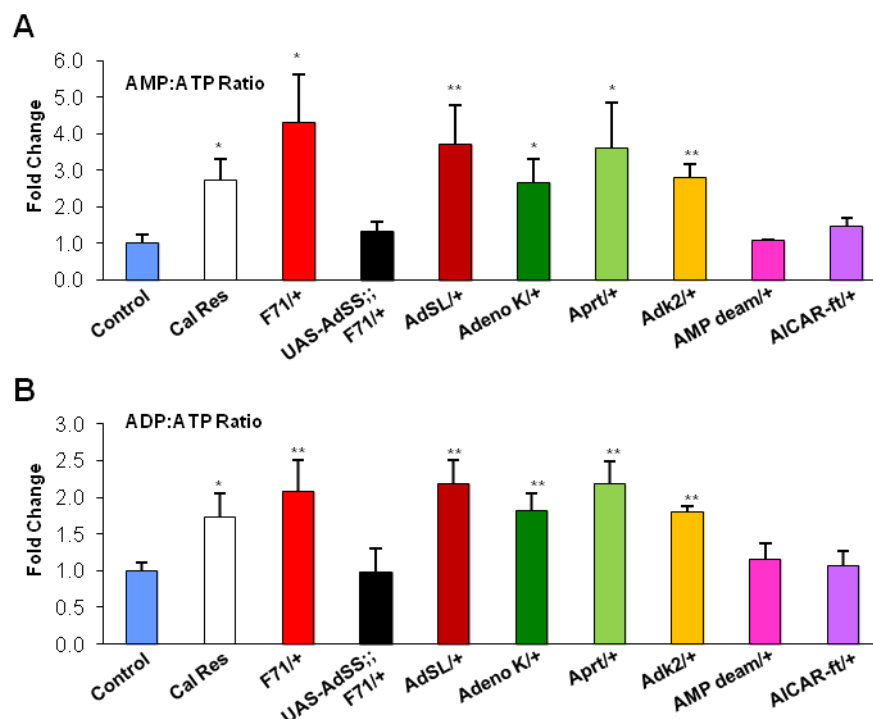 A
AMP:ATP Ratio
Fold Change
6.0
5.0
4.0
3.0
2.0
1.0
0.0
*
*
**
*
*
**
Control
Cal Res
F71/+
UAS-AdSS;;
F71/+
AdSL/+
Adeno K/+
Aprt/+
Adk2/+
AMP deam/+
AICAR-ft/+
B
ADP:ATP Ratio
Fold Change
3.0
2.5
2.0
1.5
1.0
0.5
0.0
*
**
**
**
**
**
Control
Cal Res
F71/+
UAS-AdSS;;
F71/+
AdSL/+
Adeno K/+
Aprt/+
Adk2/+
AMP deam/+
AICAR-ft/+